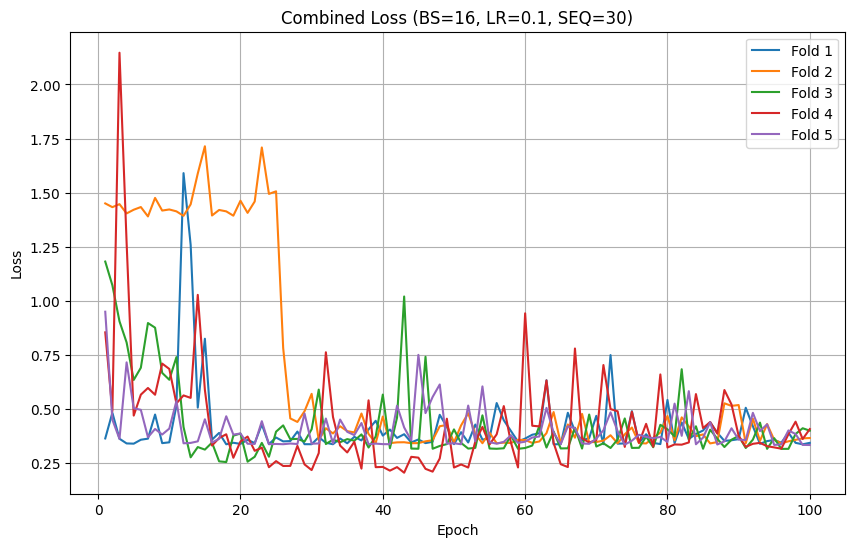 Combined Loss (BS=16, LR=0.1, SEQ=30)
Fold 1
Fold 2
Fold 3
Fold 4
Fold 5
Loss
2.00
1.75
1.50
1.25
1.00
0.75
0.50
0.25
0
20
40
60
80
100
Epoch